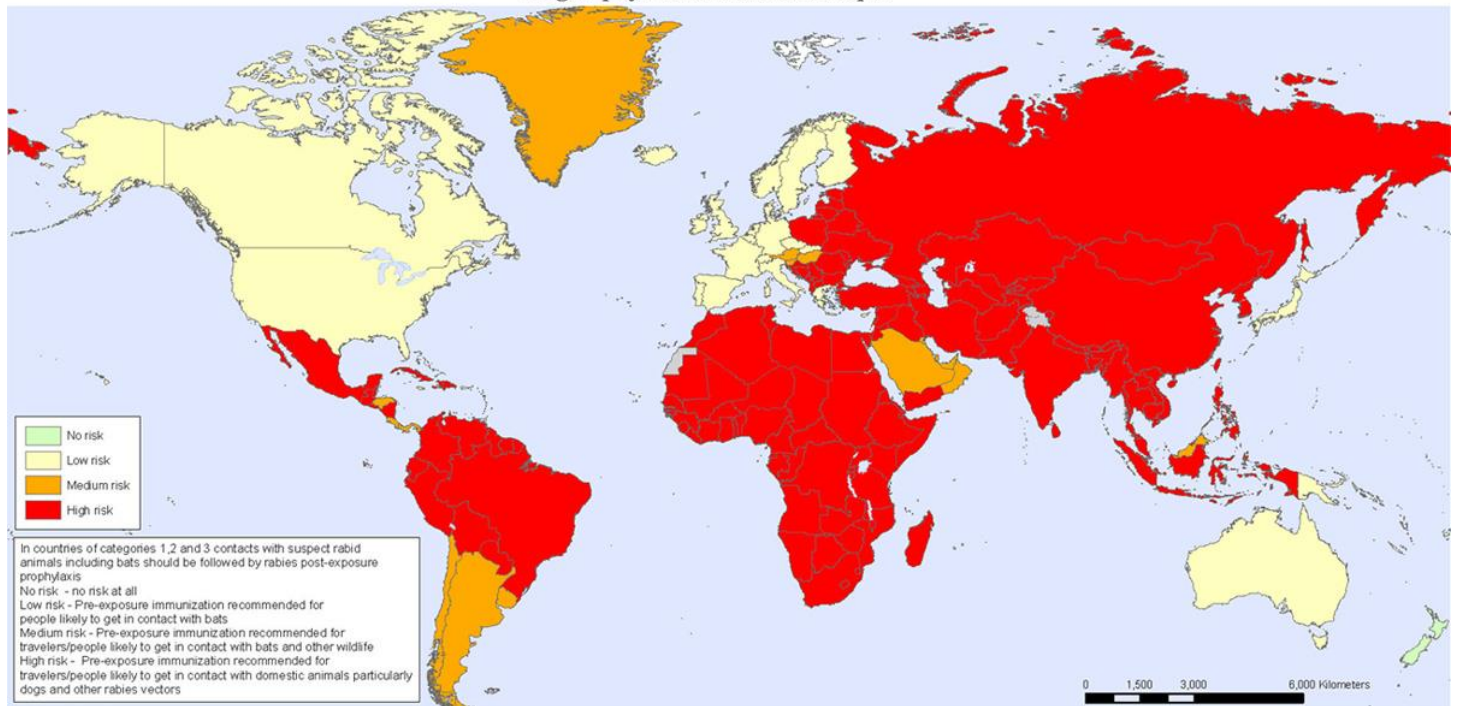 No risk
Low risk
Medium risk
High risk
In countries of categories 1,2 and 3 contacts with suspect rabid
animals including bats should be followed by rabies post-exposure
prophylaxis
No risk - no risk at all
Low risk - Pre-exposure immunization recommended for
people likely to get in contact with bats
Medium risk - Pre-exposure immunization recommended for
travelers/people likely to get in contact with bats and other wildlife
High risk - Pre-exposure immunization recommended for
travelers/people likely to get in contact with domestic animals particularly
dogs and other rabies vectors
0 1,500 3,000 6,000 Kilometers